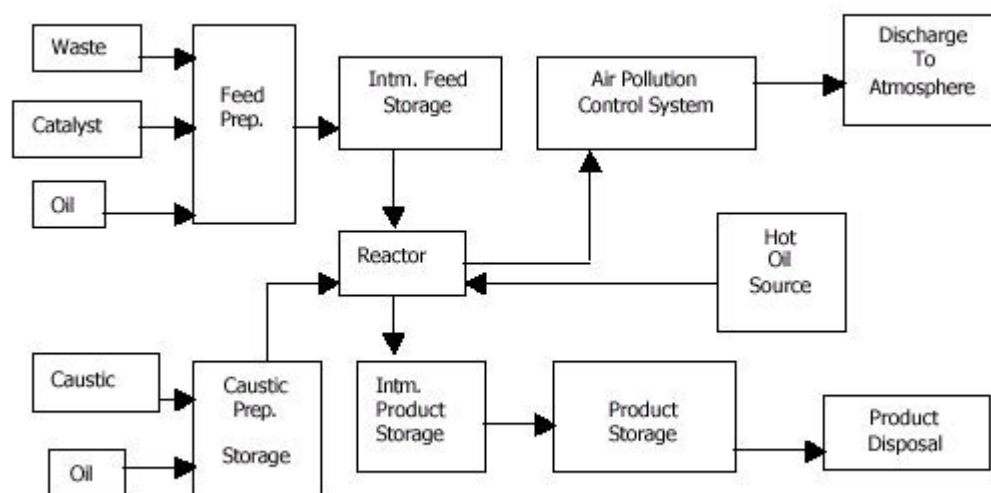 Waste
Catalyst
Oil
Feed
Prep.
Intm. Feed
Storage
Air Pollution
Control System
Discharge
To
Atmosphere
Reactor
Hot
Oil
Source
Caustic
Oil
Caustic
Prep.
Storage
Intm.
Product
Storage
Product
Storage
Product
Disposal